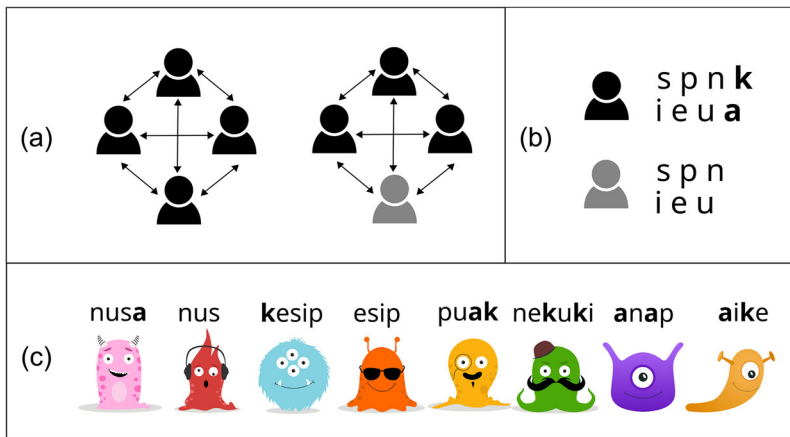 (a)
(b)
s p n k
i e u a
s p n
i e u
(c)
nusa nus kesip esip puak nekuki anap aike